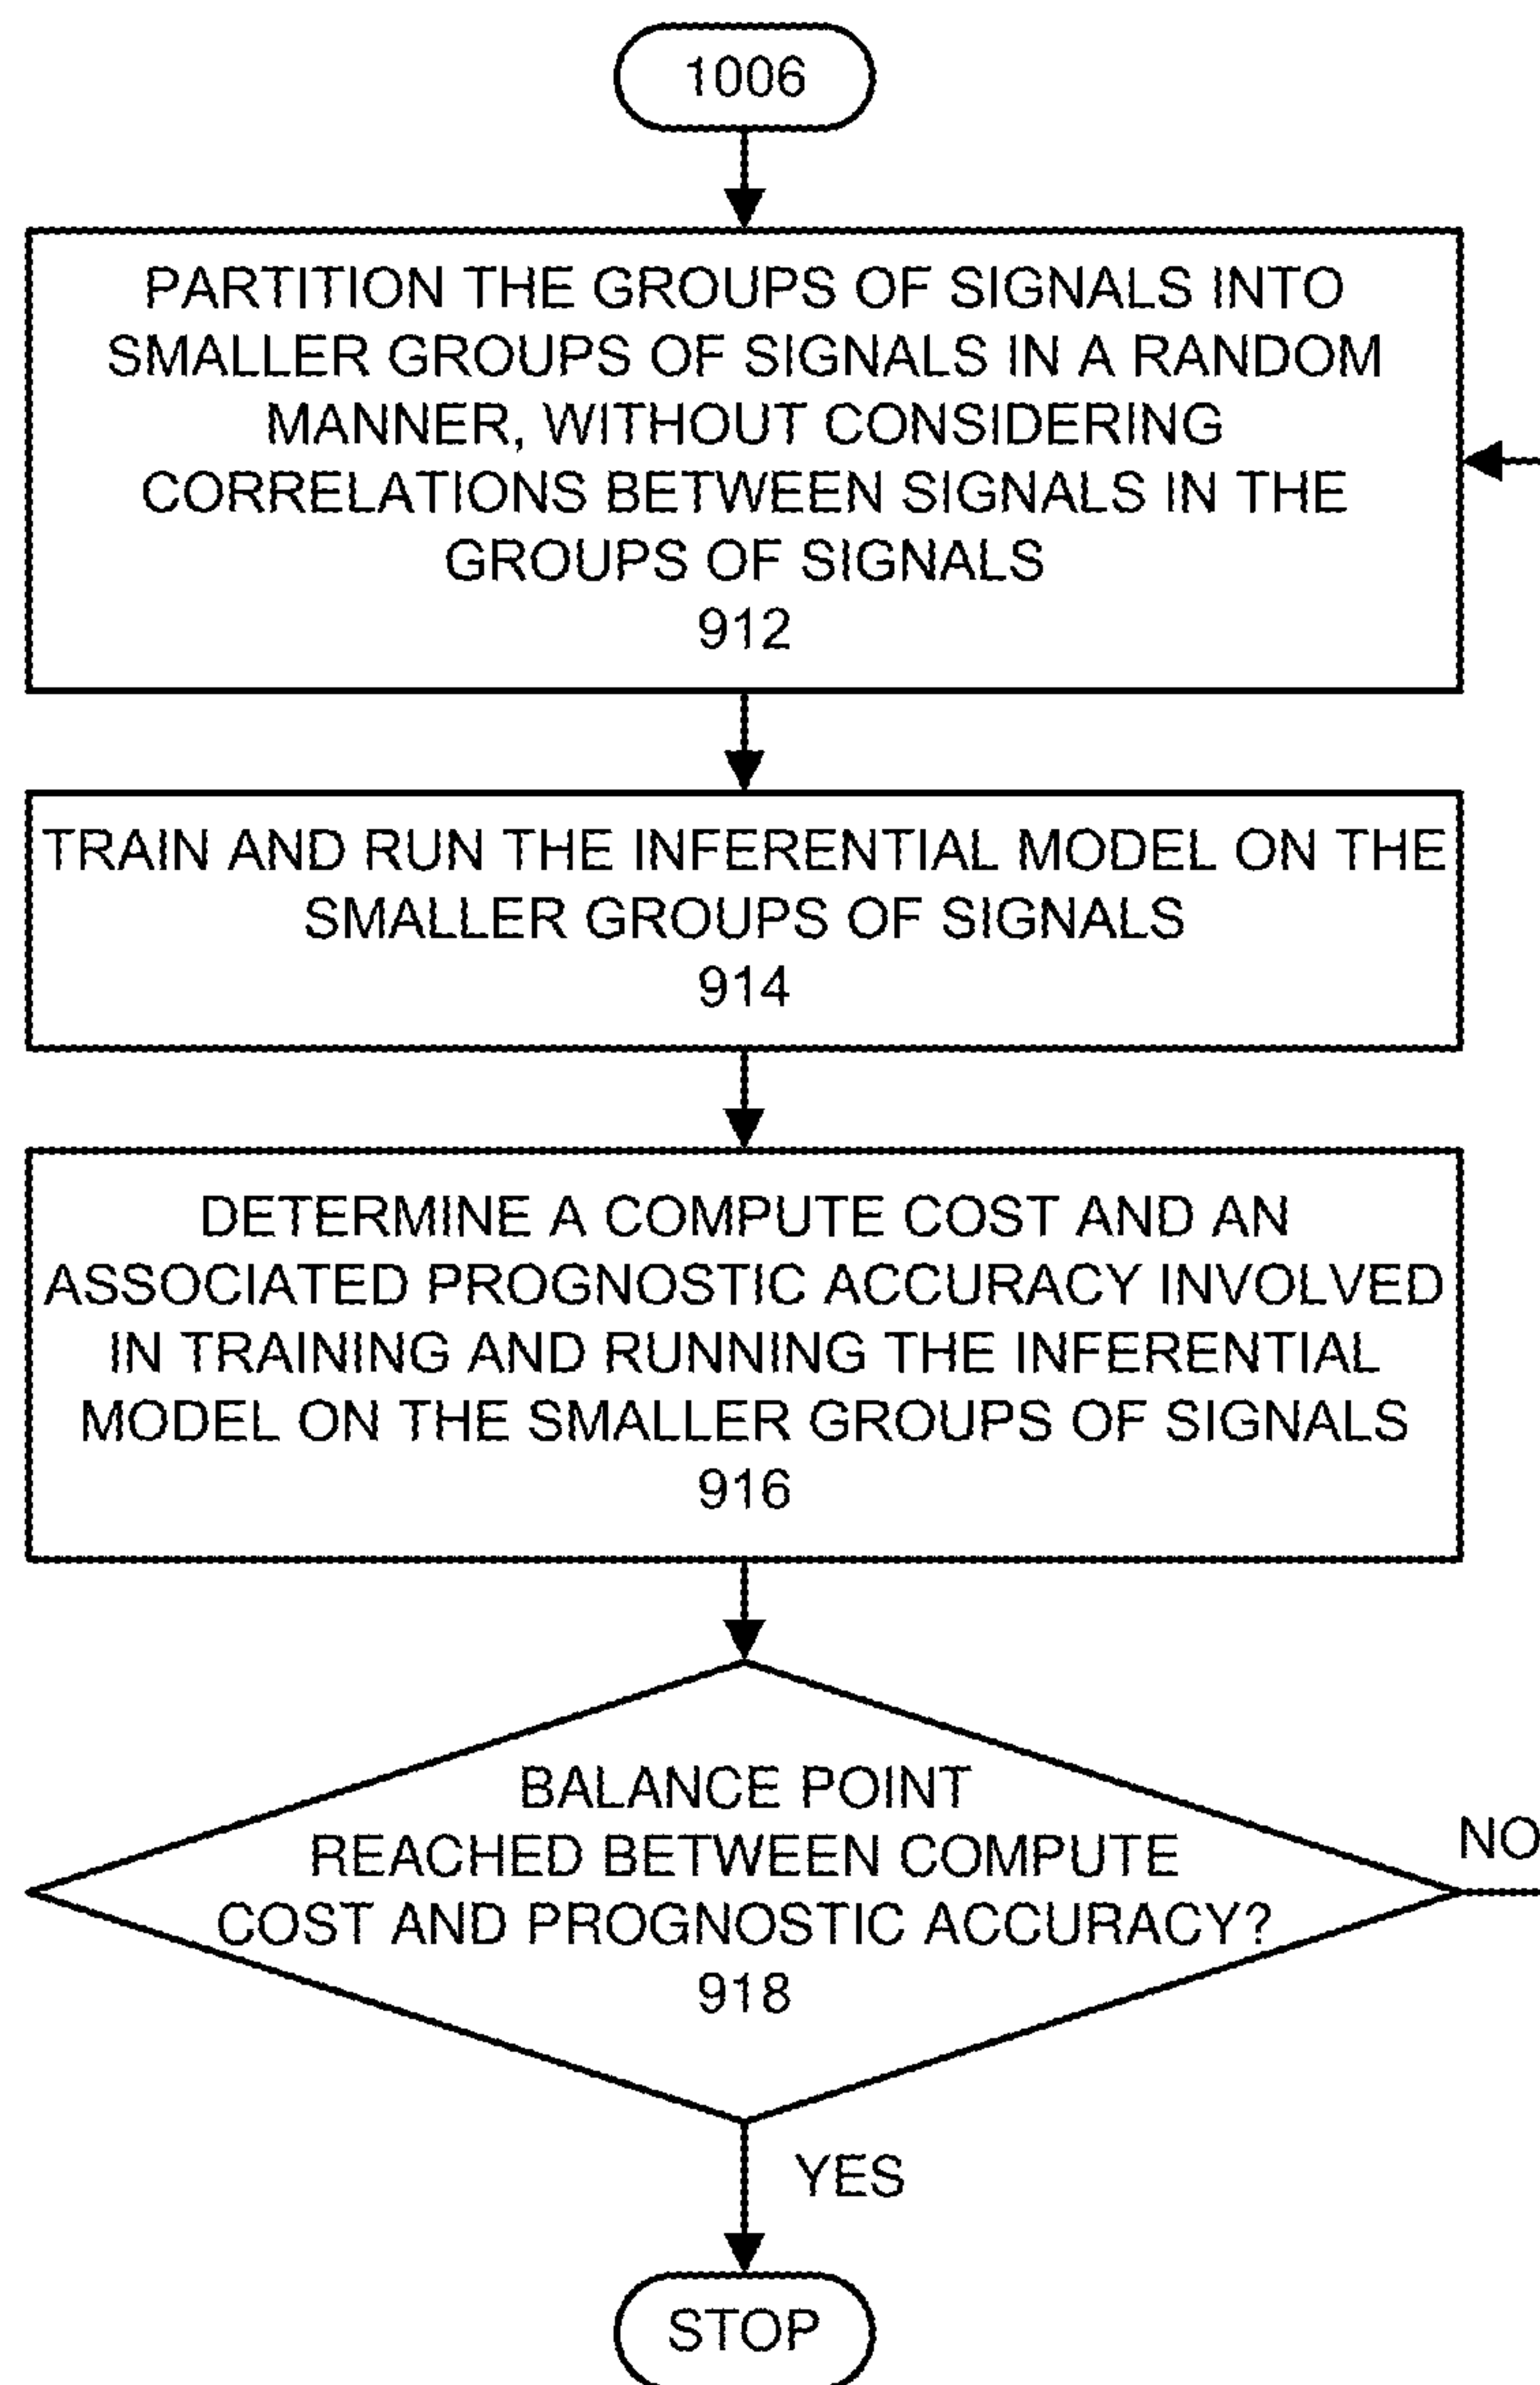 1006
PARTITION THE GROUPS OF SIGNALS INTO
SMALLER GROUPS OF SIGNALS IN A RANDOM
MANNER, WITHOUT CONSIDERING
CORRELATIONS BETWEEN SIGNALS IN THE
GROUPS OF SIGNALS
912
TRAIN AND RUN THE INFERENTIAL MODEL ON THE
SMALLER GROUPS OF SIGNALS
914
DETERMINE A COMPUTE COST AND AN
ASSOCIATED PROGNOSTIC ACCURACY INVOLVED
IN TRAINING AND RUNNING THE INFERENTIAL
MODEL ON THE SMALLER GROUPS OF SIGNALS
916
BALANCE POINT
REACHED BETWEEN COMPUTE
COST AND PROGNOSTIC ACCURACY?
918
NO
YES
STOP